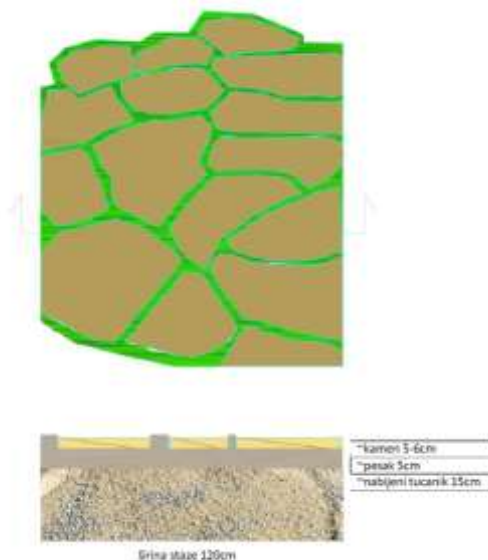 ~kamen 5-6cm
~pesak 5cm
~nabijeni tucanik 15cm
širina staze 120cm